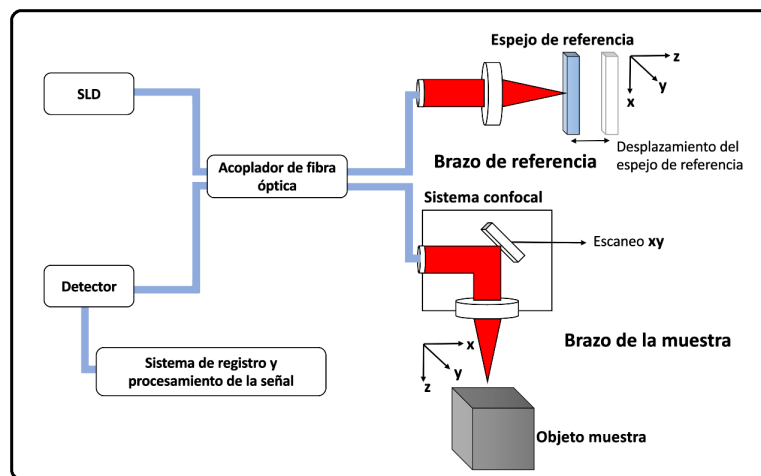 Espejo de referencia
z
y
x
SLD
Desplazamiento del
espejo de referencia
Brazo de referencia
Acoplador de fibra
óptica
Sistema confocal
Escaneo xy
Detector
Brazo de la muestra
x
y
z
Sistema de registro y
procesamiento de la señal
Objeto muestra